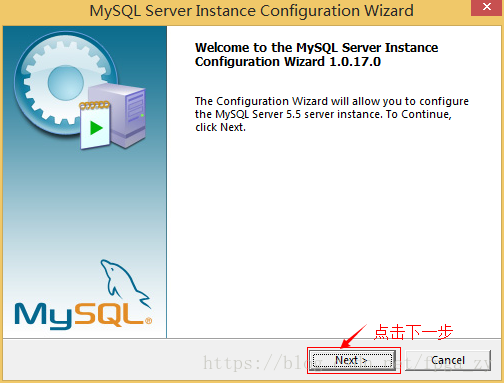 MySQL Server Instance Configuration Wizard
Welcome to the MySQL Server Instance
Configuration Wizard 1.0.17.0
The Configuration Wizard will allow you to configure
the MySQL Server 5.5 server instance. To Continue,
click Next.
MySQL®
点击下一步
Next >
Cancel
https://blog